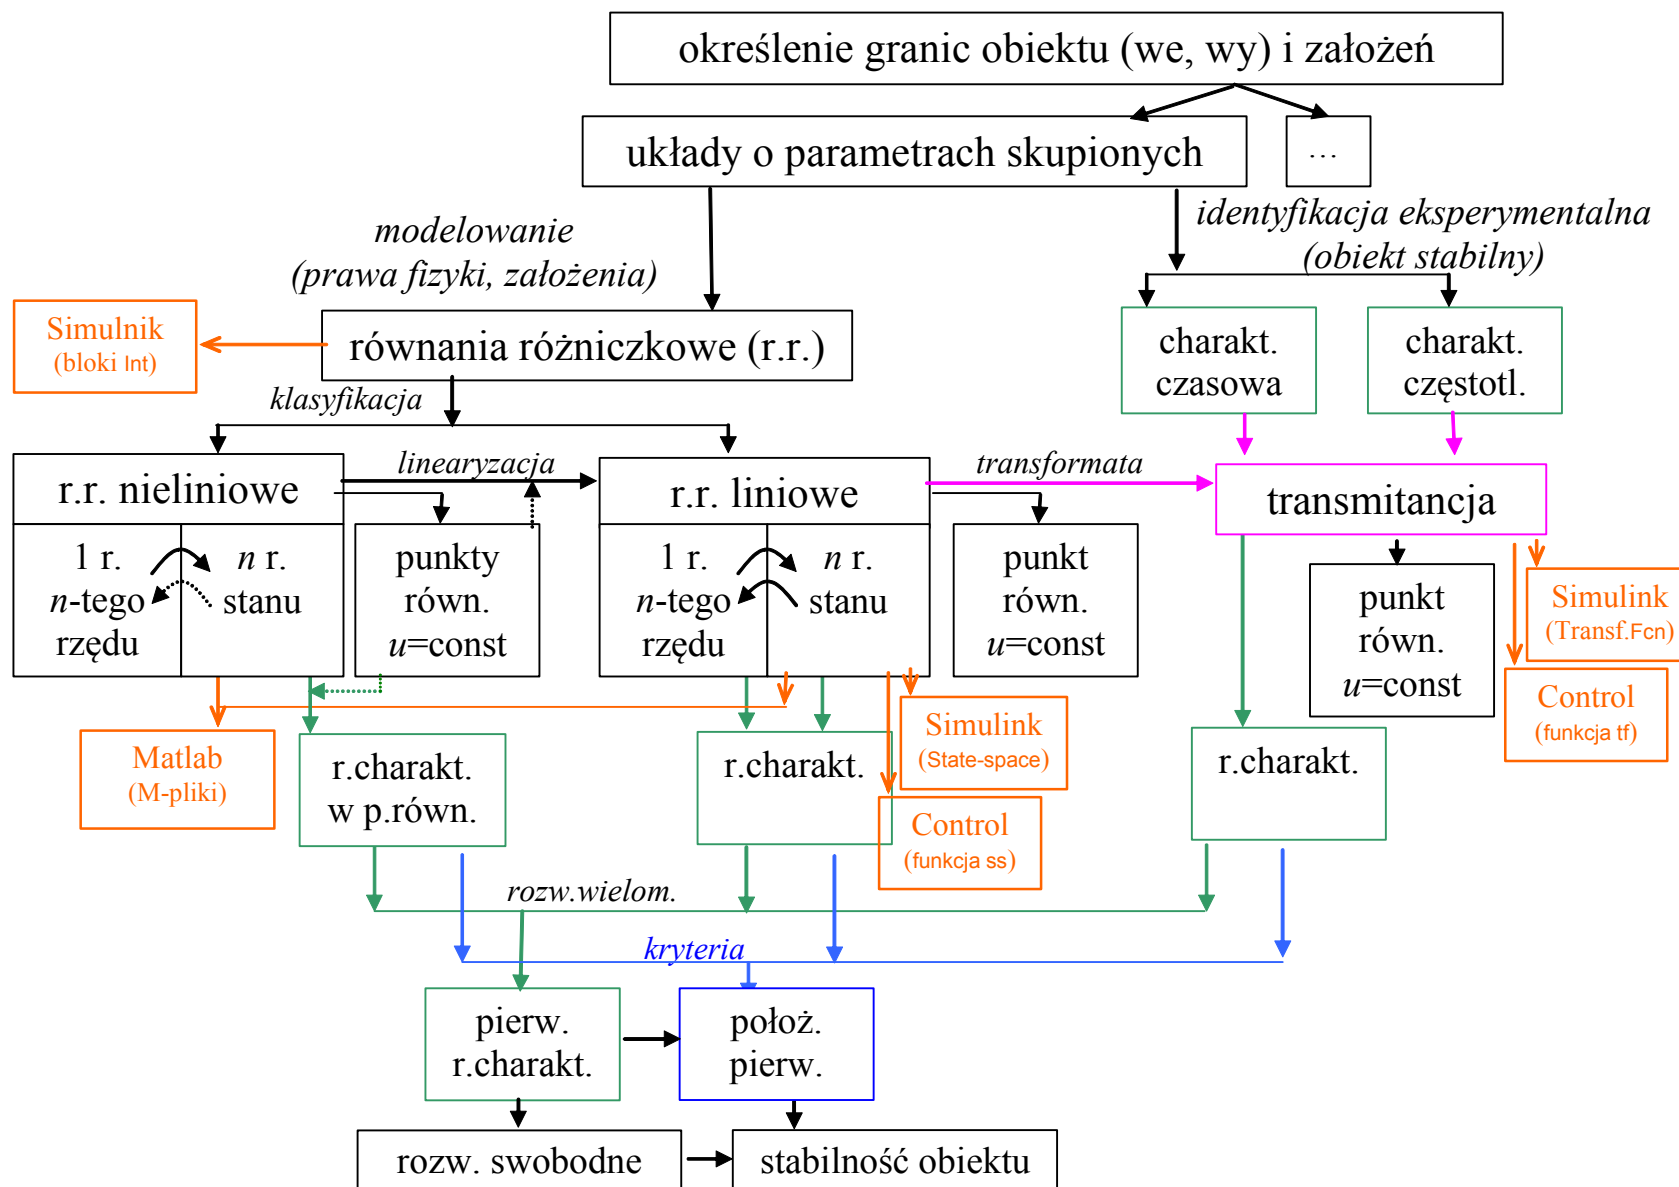 określenie granic obiektu (we, wy) i założeń
układy o parametrach skupionych
...
modelowanie
(prawa fizyki, założenia)
identyfikacja eksperymentalna
(obiekt stabilny)
Simulnik
(bloki Int)
równania różniczkowe (r.r.)
charakt.
czasowa
charakt.
częstotl.
klasyfikacja
r.r. nieliniowe
linearyzacja
r.r. liniowe
transformata
transmitancja
1 r.
n-tego
rzędu
n r.
stanu
punkty
równ.
u=const
1 r.
n-tego
rzędu
n r.
stanu
punkt
równ.
u=const
punkt
równ.
u=const
Simulink
(Transf.Fcn)
Control
(funkcja tf)
Matlab
(M-pliki)
r.charakt.
w p.równ.
r.charakt.
Simulink
(State-space)
Control
(funkcja ss)
r.charakt.
rozw.wielom.
kryteria
pierw.
r.charakt.
położ.
pierw.
rozw. swobodne
stabilność obiektu